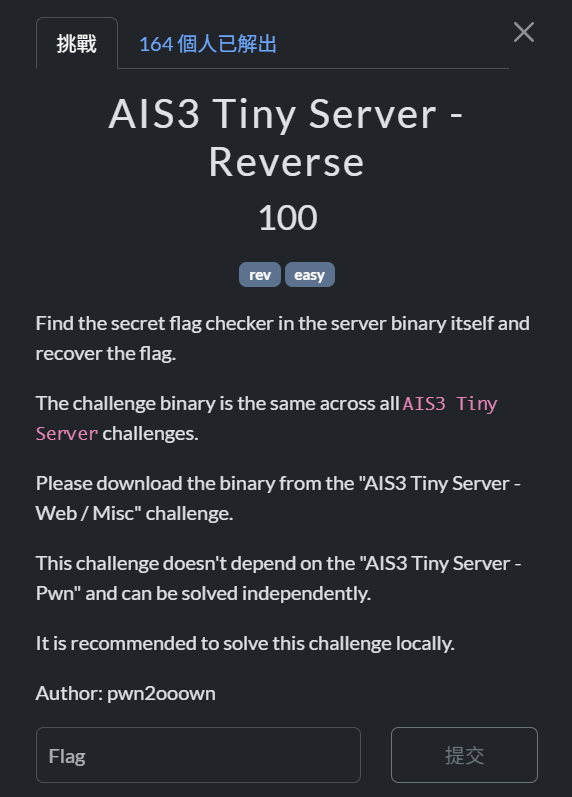 挑戰
164 個人已解出
AIS3 Tiny Server -
Reverse
100
rev
easy
Find the secret flag checker in the server binary itself and
recover the flag.
The challenge binary is the same across all AIS3 Tiny
Server challenges.
Please download the binary from the "AIS3 Tiny Server -
Web / Misc" challenge.
This challenge doesn't depend on the "AIS3 Tiny Server -
Pwn" and can be solved independently.
It is recommended to solve this challenge locally.
Author: pwn2ooown
Flag
提交